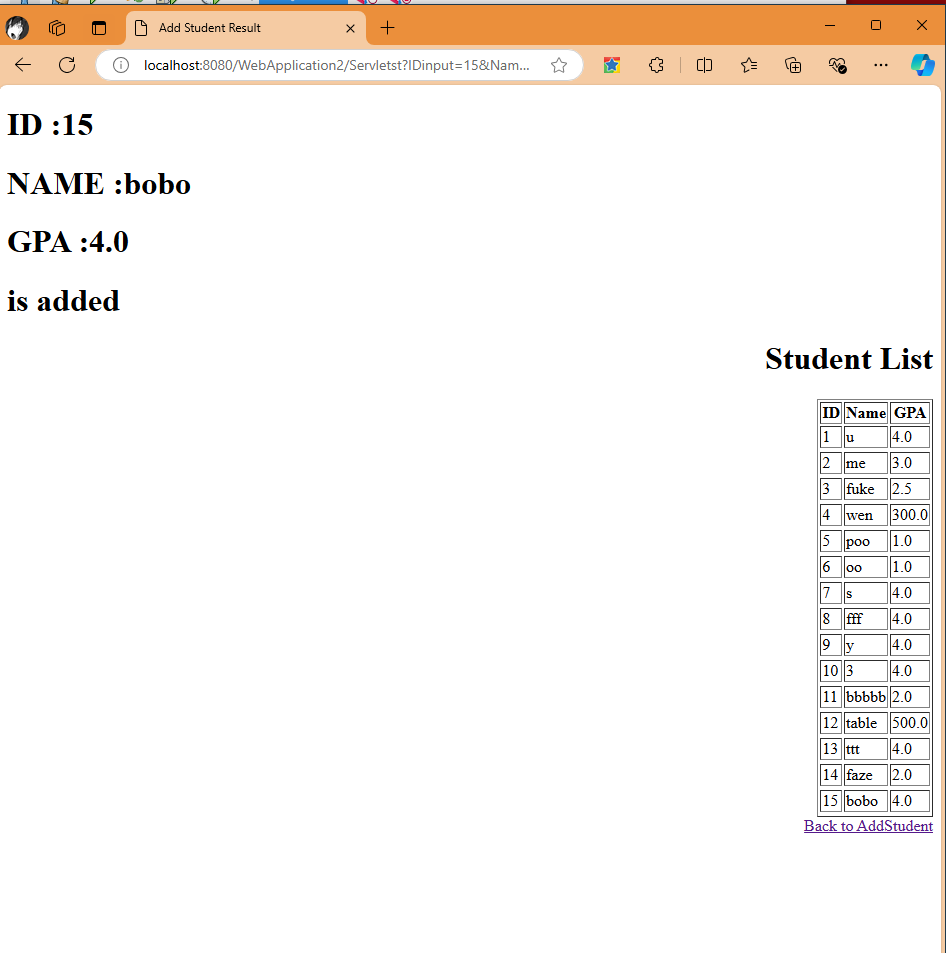 Add Student Result
localhost:8080/WebApplication2/Servletst?IDinput=15&Nam...
ID :15
NAME :bobo
GPA :4.0
is added
Student List
ID Name GPA
1 u 4.0
2 me 3.0
3 fuke 2.5
4 wen 300.0
5 poo 1.0
6 oo 1.0
7 s 4.0
8 fff 4.0
9 y 4.0
10 3 4.0
11 bbbbb 2.0
12 table 500.0
13 ttt 4.0
14 faze 2.0
15 bobo 4.0
Back to AddStudent